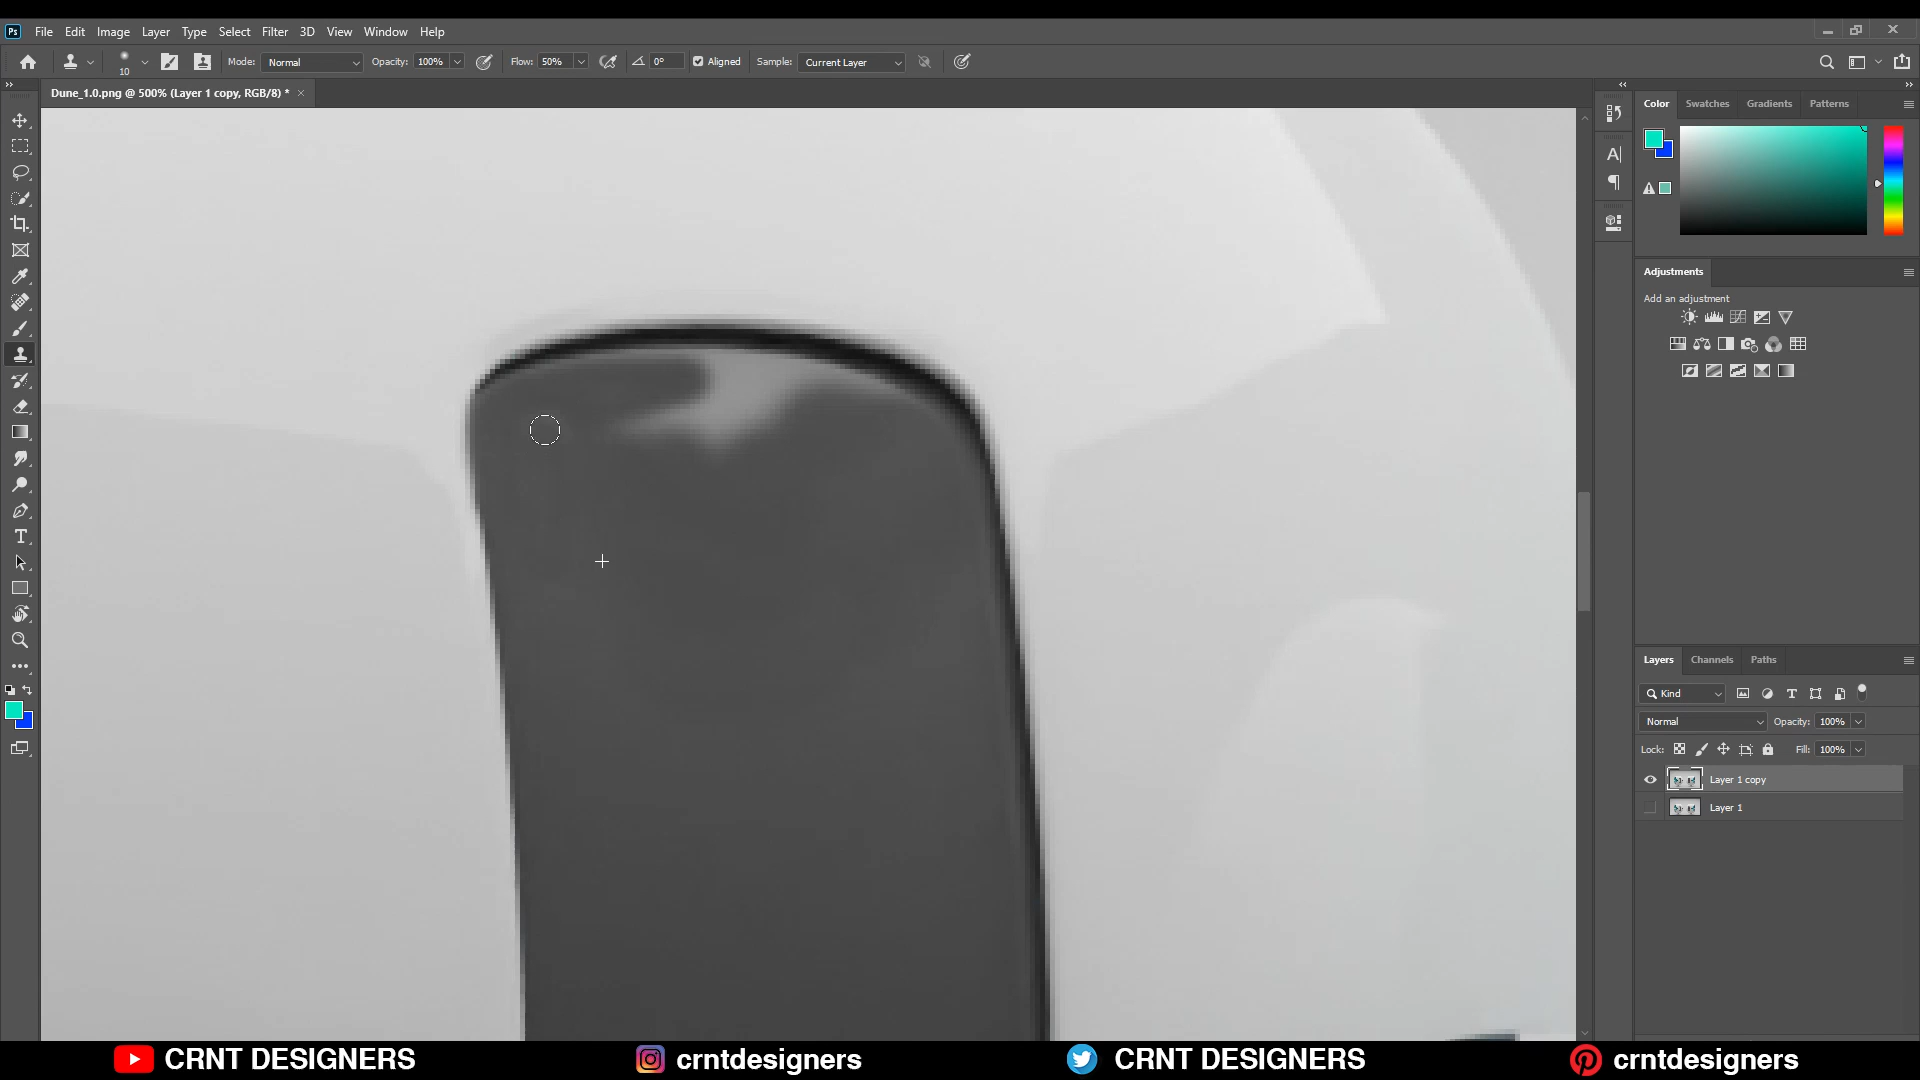 Ps File Edit Image Layer Type Select Filter 3D View Window Help
10 Mode: Normal Opacity: 100% Flow: 50% 0° Aligned Sample: Current Layer
Dune_1.0.png @ 500% (Layer 1 copy, RGB/8) * ×
Color Swatches Gradients Patterns
Adjustments
Add an adjustment
Layers Channels Paths
Kind
Normal Opacity: 100%
Lock: Fill: 100%
Layer 1 copy
Layer 1
CRNT DESIGNERS crntdesigners CRNT DESIGNERS crntdesigners